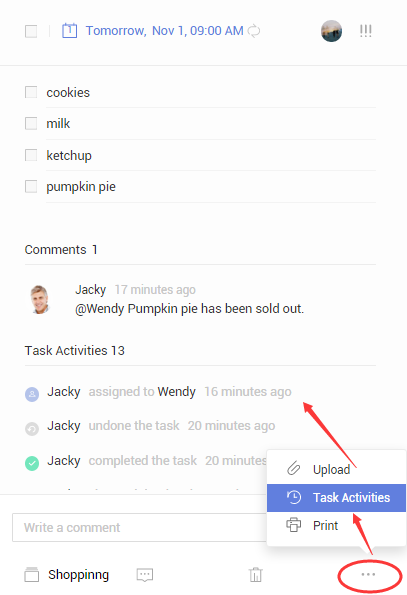 Tomorrow, Nov 1, 09:00 AM
cookies
milk
ketchup
pumpkin pie
Comments 1
Jacky 17 minutes ago
@Wendy Pumpkin pie has been sold out.
Task Activities 13
Jacky assigned to Wendy 16 minutes ago
Jacky undone the task 20 minutes ago
Jacky completed the task 20 minutes
Upload
Task Activities
Print
Write a comment
Shoppinng